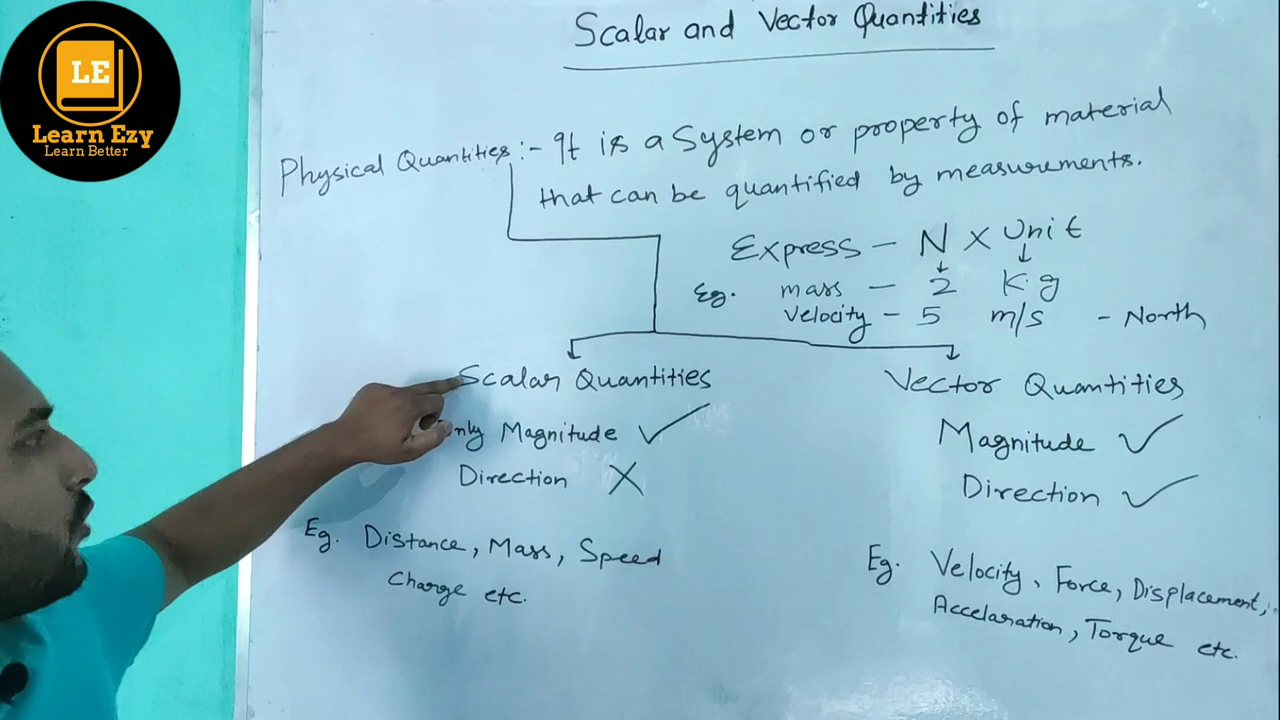 LE
Learn Ezy
Learn Better
Scalar and Vector Quantities
Physical Quantities :- It is a System or property of material
that can be quantified by measurements.
Express - N x Unit
Eg. mass - 2 K.g
Velocity - 5 m/s - North
Scalar Quantities
nly Magnitude ✓
Direction X
Eg. Distance, Mass, Speed
Charge etc.
Vector Quantities
Magnitude ✓
Direction ✓
Eg. Velocity, Force, Displacement,
Accelaration, Torque etc.